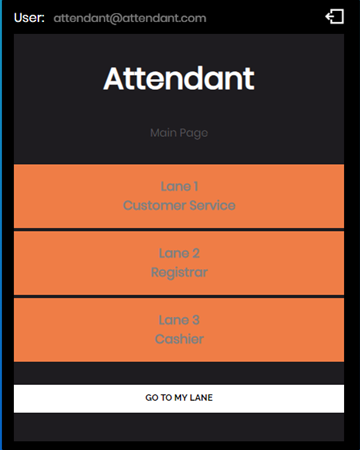 User: attendant@attendant.com
Attendant
Main Pago
Lane 1
Customer Service
Lane 2
Registrar
Lane 3
Cashier
GO TO MY LANE